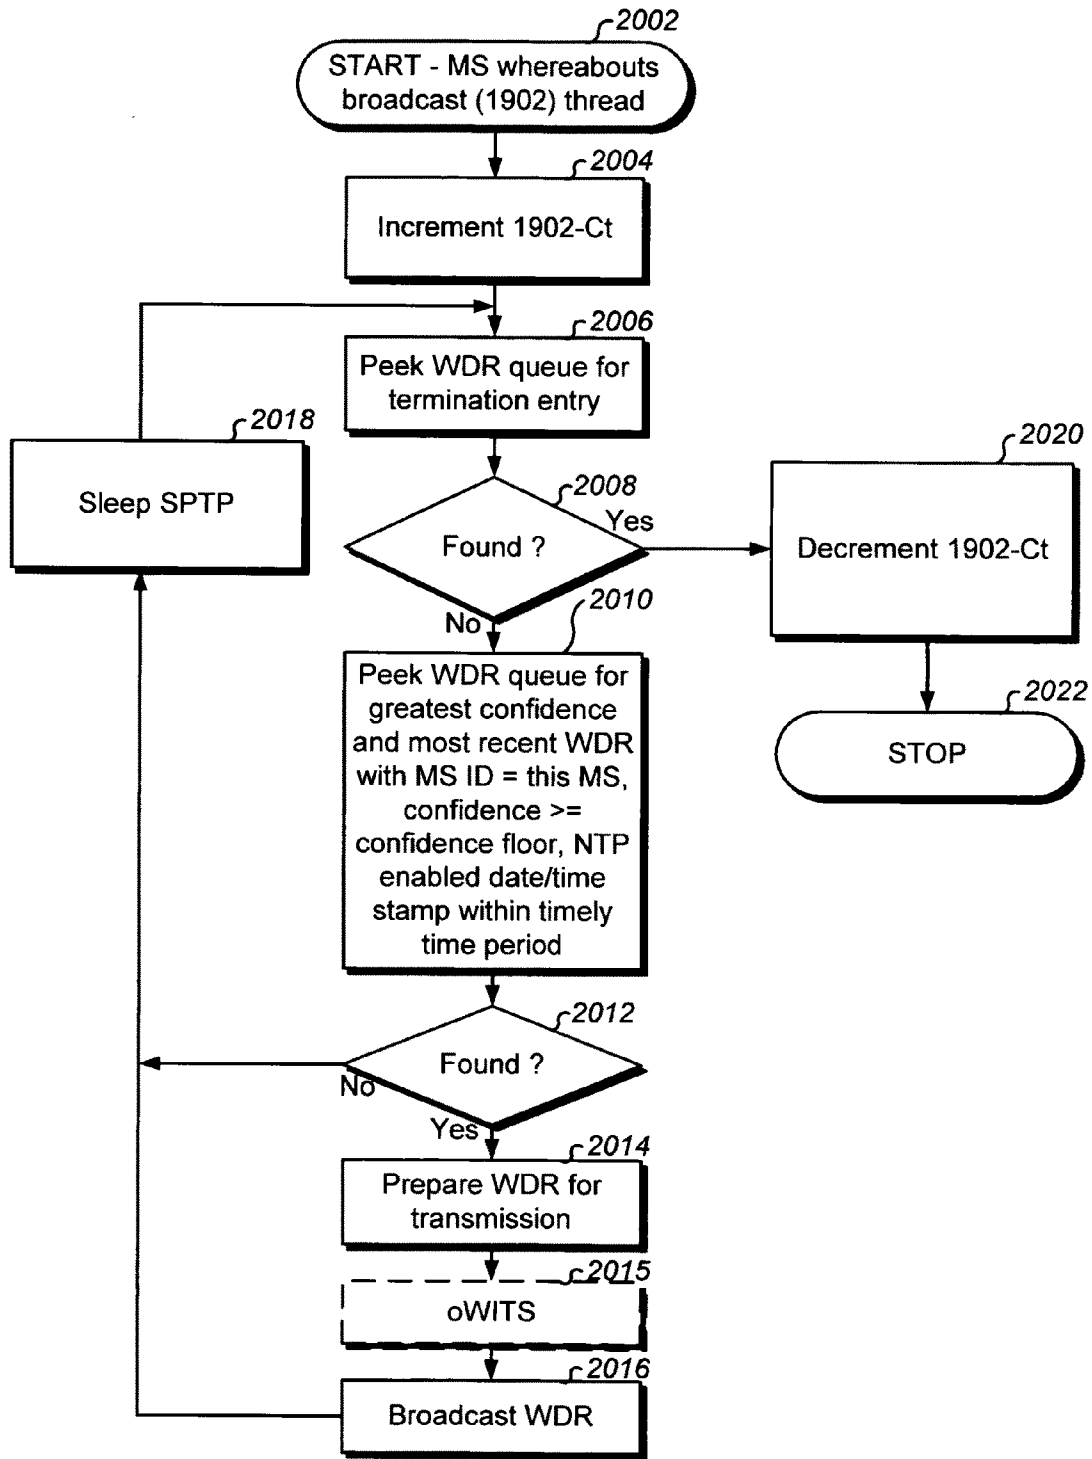 2002
START - MS whereabouts
broadcast (1902) thread
2004
Increment 1902-Ct
2006
Peek WDR queue for
termination entry
2018
Sleep SPTP
2008
Found ?
Yes
No
2020
Decrement 1902-Ct
2022
STOP
2010
Peek WDR queue for
greatest confidence
and most recent WDR
with MS ID = this MS,
confidence >=
confidence floor, NTP
enabled date/time
stamp within timely
time period
2012
Found ?
No
Yes
2014
Prepare WDR for
transmission
2015
oWITS
2016
Broadcast WDR